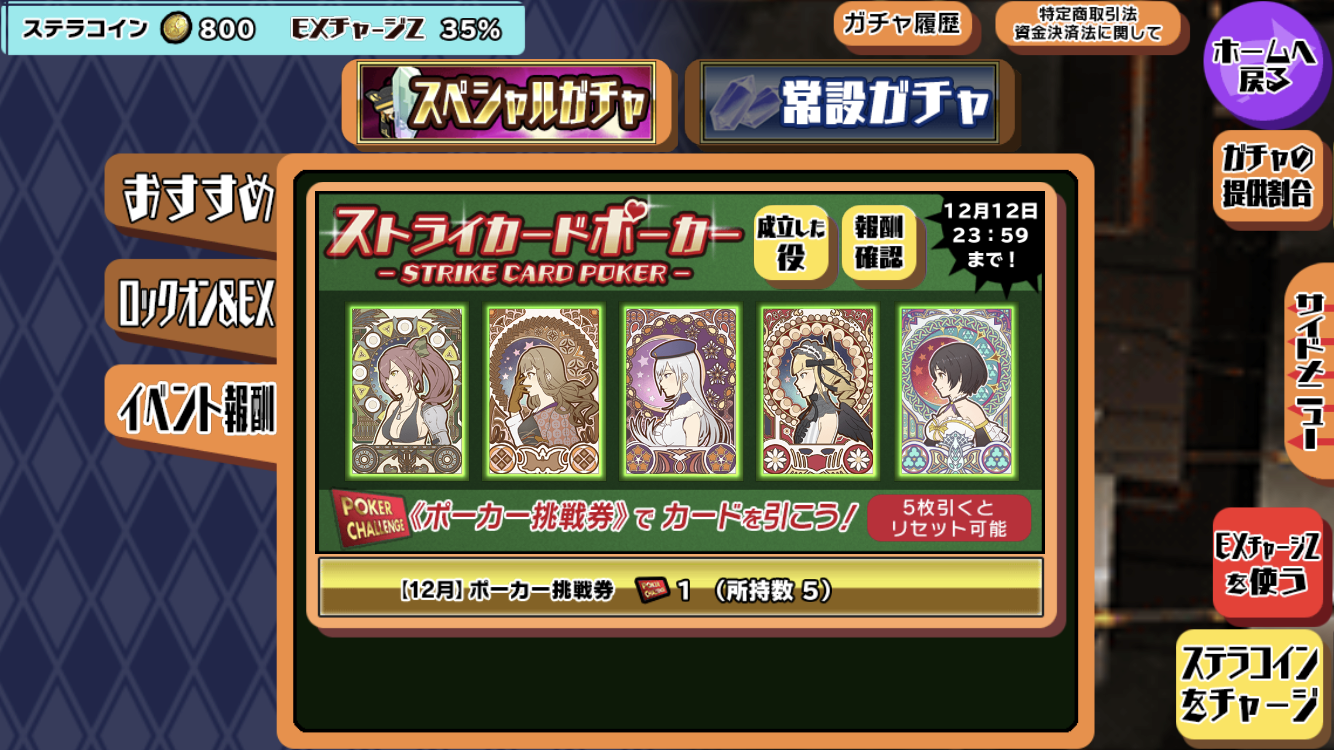 ステラコイン 800 EXチャージZ 35%
ガチャ履歴
特定商取引法
資金決済法に関して
ホームへ
戻る
スペシャルガチャ
常設ガチャ
ガチャの
提供割合
おすすめ
ロックオン&EX
イベント報酬
ストライカードポーカー
-STRIKE CARD POKER-
成立した
役
報酬
確認
12月12日
23:59
まで!
サイドメニュー
POKER
CHALLENGE
《ポーカー挑戦券》で カードを引こう!
5枚引くと
リセット可能
【12月】ポーカー挑戦券 1 (所持数 5)
EXチャージZ
を使う
ステラコイン
をチャージ